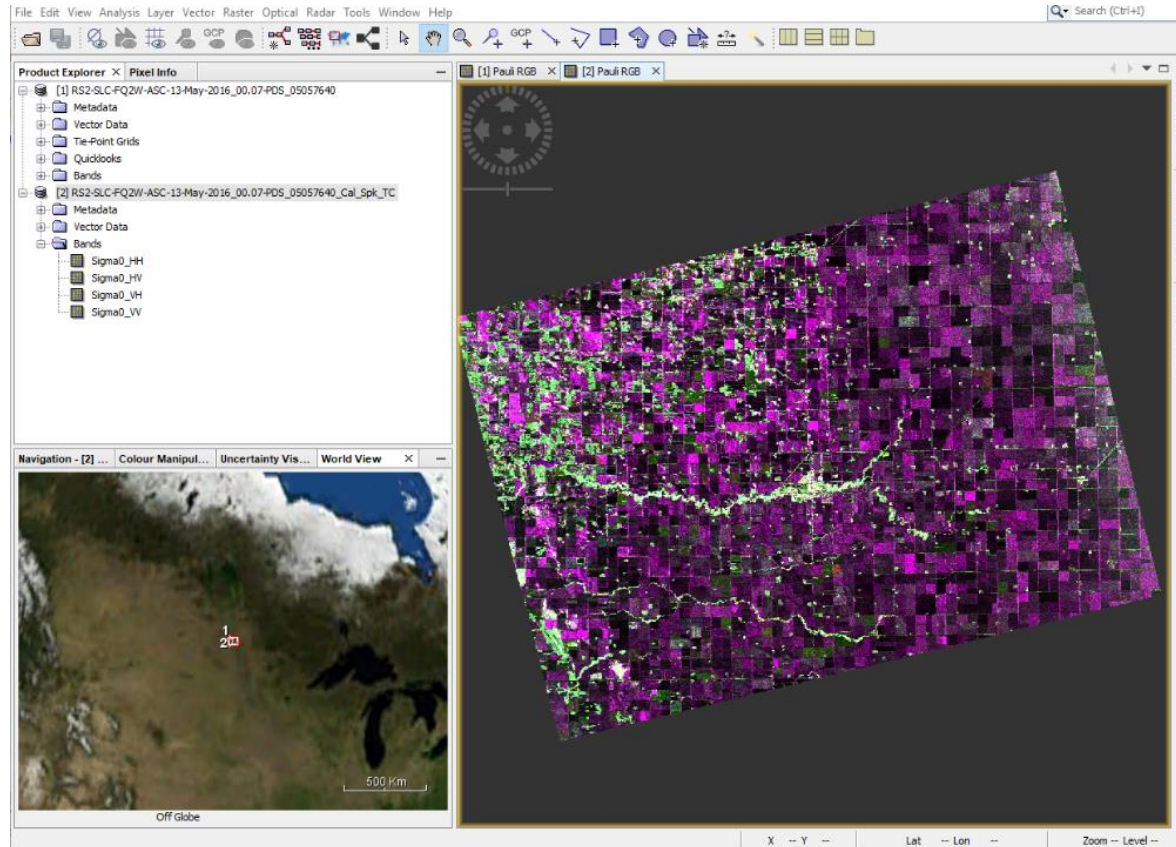 File Edit View Analysis Layer Vector Raster Optical Radar Tools Window Help
Search (Ctrl+I)
GCP
GCP
Product Explorer × Pixel Info
[1] Pauli RGB × [2] Pauli RGB ×
[1] RS2-SLC-FQ2W-ASC-13-May-2016_00.07-PDS_05057640
Metadata
Vector Data
Tie-Point Grids
Quicklooks
Bands
[2] RS2-SLC-FQ2W-ASC-13-May-2016_00.07-PDS_05057640_Cal_Spk_TC
Metadata
Vector Data
Bands
Sigma0_HH
Sigma0_HV
Sigma0_VH
Sigma0_VV
Navigation - [2] ... Colour Manipul... Uncertainty Vis... World View ×
1
2
500 Km
Off Globe
X -- Y -- Lat -- Lon -- Zoom -- Level --